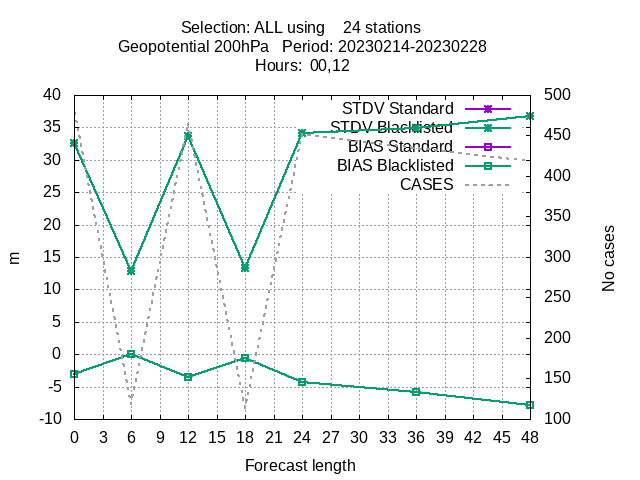 Selection: ALL using    24 stations
Geopotential 200hPa   Period: 20230214-20230228
Hours:  00,12
40 500
STDV Standard
35 STDV Blacklisted 450
30 BIAS Standard 400
BIAS Blacklisted
25 CASES 350
20
15 300
10 250
5 200
0
-5 150
-10 100
m
No cases
0 3 6 9 12 15 18 21 24 27 30 33 36 39 42 45 48
Forecast length